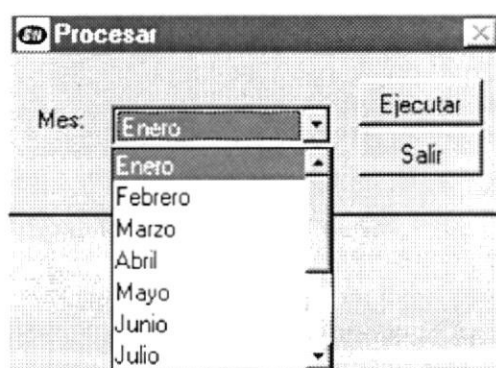 Procesar
Mes:
Enero
Ejecutar
Salir
Enero
Febrero
Marzo
Abril
Mayo
Junio
Julio